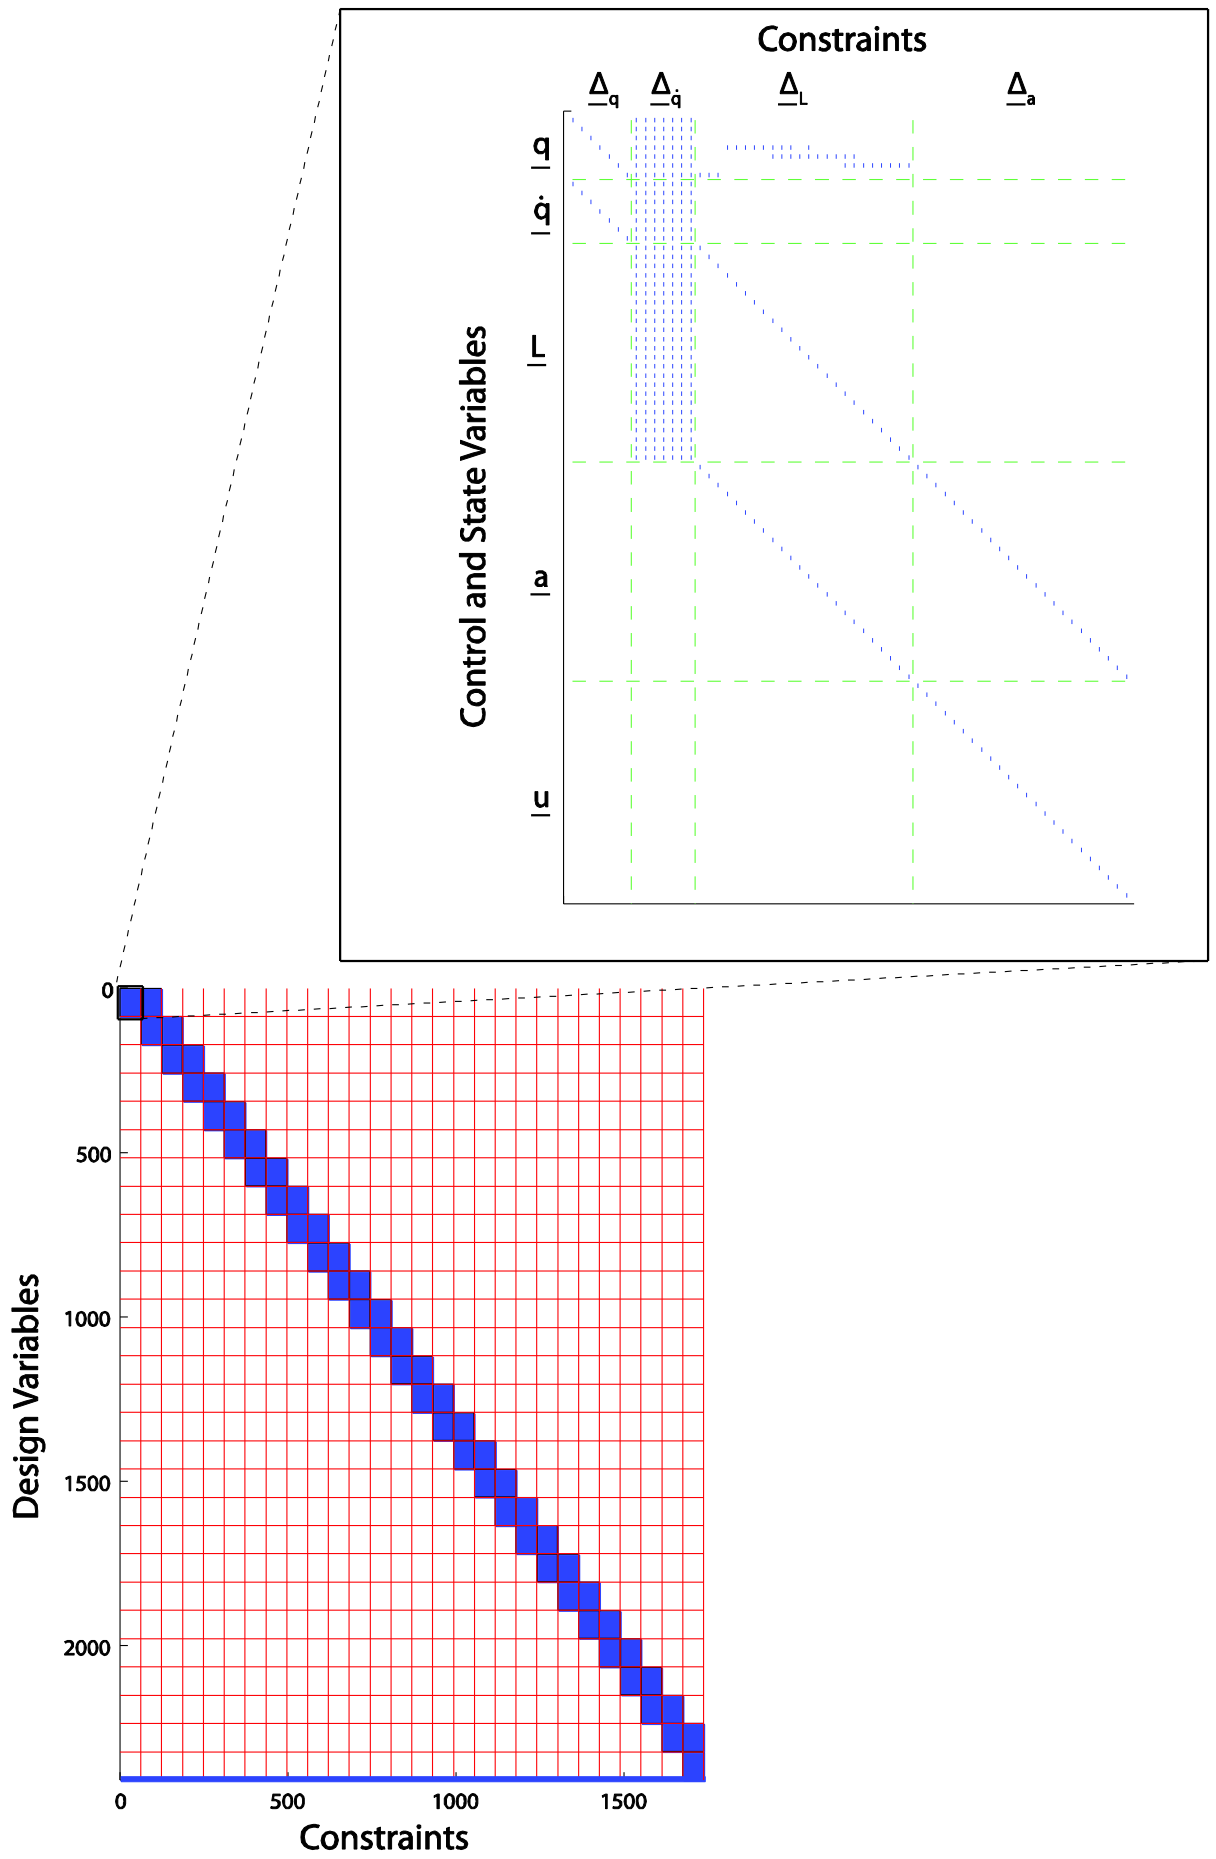 Constraints
Δq Δq̇ ΔL Δa
q
q̇
L
a
u
Control and State Variables
0
500
1000
1500
2000
Design Variables
0 500 1000 1500
Constraints